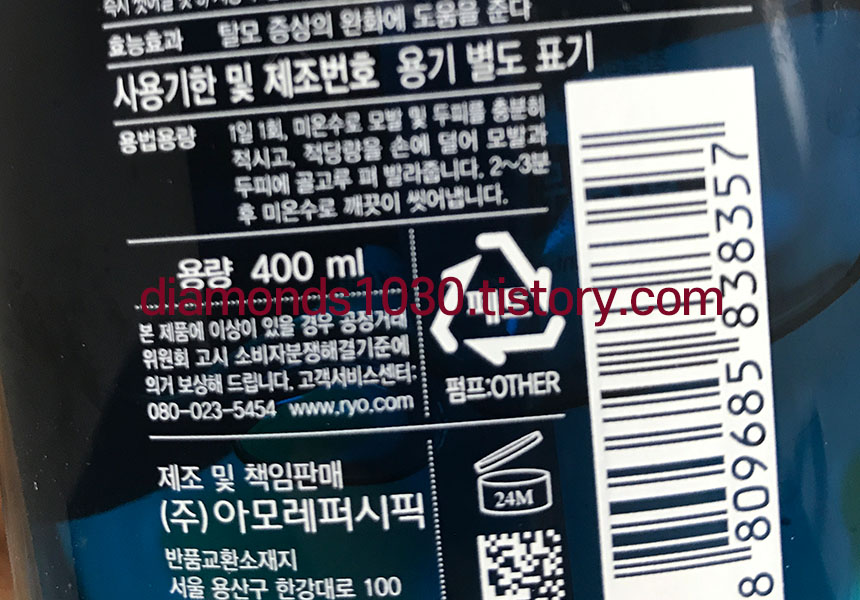 효능효과 탈모 증상의 완화에 도움을 준다
사용기한 및 제조번호 용기 별도 표기
용법용량 1일 1회, 미온수로 모발 및 두피를 충분히
적시고, 적당량을 손에 덜어 모발과
두피에 골고루 펴 발라줍니다. 2~3분
후 미온수로 깨끗이 씻어냅니다.
용량 400 ml
diamonds1030.tistory.com
본 제품에 이상이 있을 경우 공정거래
위원회 고시 소비자분쟁해결기준에
의거 보상해 드립니다. 고객서비스센터:
080-023-5454 www.ryo.com
펌프:OTHER
제조 및 책임판매
(주)아모레퍼시픽
반품교환소재지
서울 용산구 한강대로 100
24M
8 809685 838357